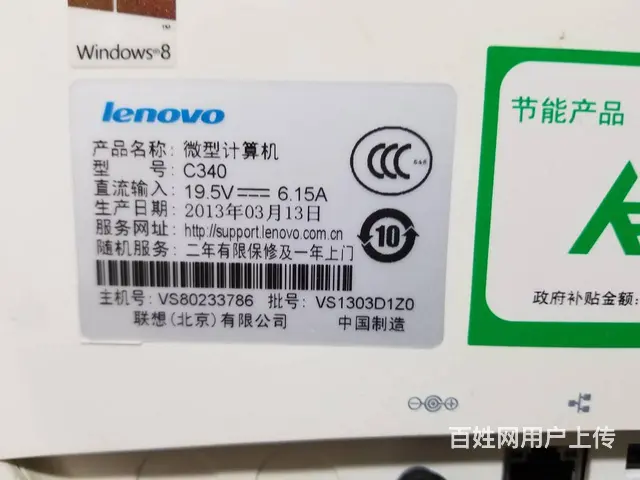 Windows 8
lenovo
产品名称: 微型计算机
型 号: C340
直流输入: 19.5V 6.15A
生产日期: 2013年03月13日
服务网址: http://support.lenovo.com.cn
随机服务: 二年有限保修及一年上门
主机号: VS80233786 批号: VS1303D1Z0
联想(北京)有限公司 中国制造
CCC
10
节能产品
政府补贴金额:
百姓网用户上传